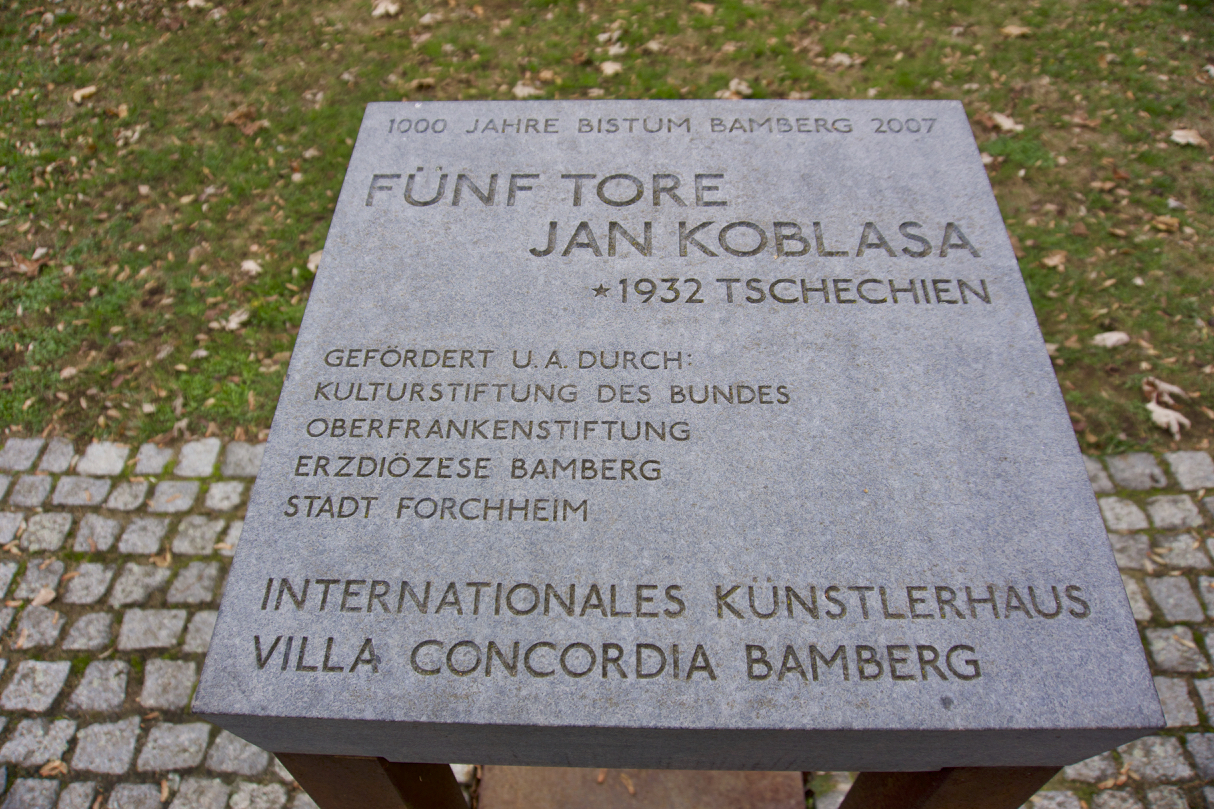 1000 JAHRE BISTUM BAMBERG 2007
FÜNF TORE
JAN KOBLASA
★1932 TSCHECHIEN
GEFÖRDERT U.A. DURCH:
KULTURSTIFTUNG DES BUNDES
OBERFRANKENSTIFTUNG
ERZDIÖZESE BAMBERG
STADT FORCHHEIM
INTERNATIONALES KÜNSTLERHAUS
VILLA CONCORDIA BAMBERG